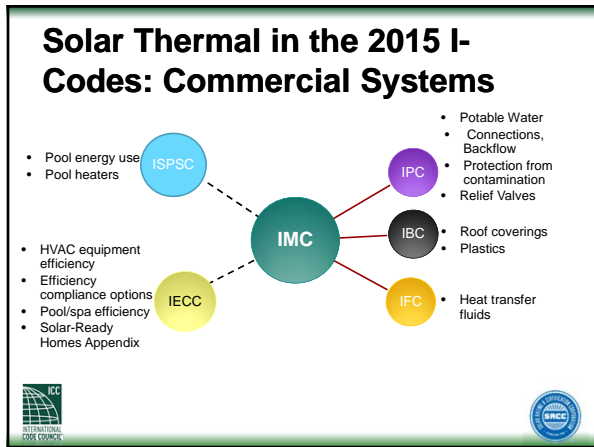 Solar Thermal in the 2015 I-
Codes: Commercial Systems
• Pool energy use
• Pool heaters
ISPSC
• HVAC equipment
efficiency
• Efficiency
compliance options
• Pool/spa efficiency
• Solar-Ready
Homes Appendix
IECC
IMC
IPC
• Potable Water
• Connections,
Backflow
• Protection from
contamination
• Relief Valves
IBC
• Roof coverings
• Plastics
IFC
• Heat transfer
fluids
ICC
INTERNATIONAL
CODE COUNCIL
SRCC